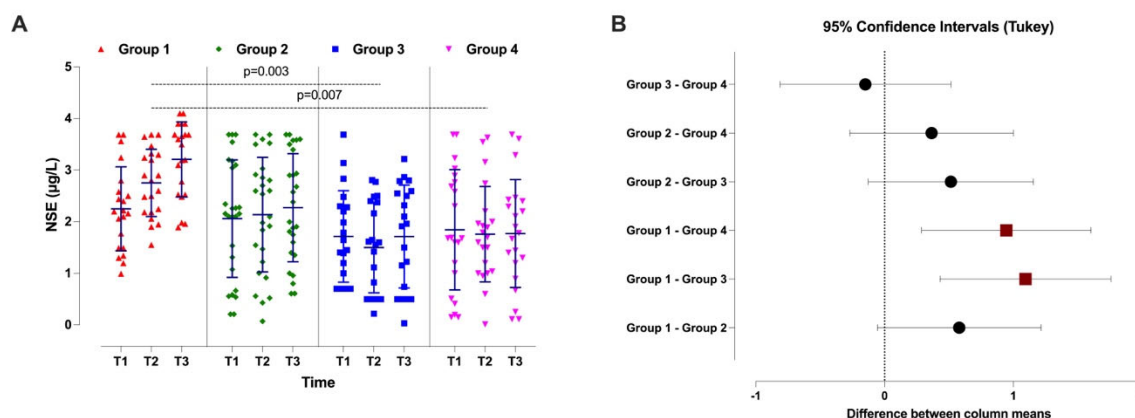 A
Group 1 Group 2 Group 3 Group 4
5
p=0.003
p=0.007
4
3
2
1
0
NSE (µg/L)
T1 T2 T3 T1 T2 T3 T1 T2 T3 T1 T2 T3
Time
B
95% Confidence Intervals (Tukey)
Group 3 - Group 4
Group 2 - Group 4
Group 2 - Group 3
Group 1 - Group 4
Group 1 - Group 3
Group 1 - Group 2
-1 0 1
Difference between column means